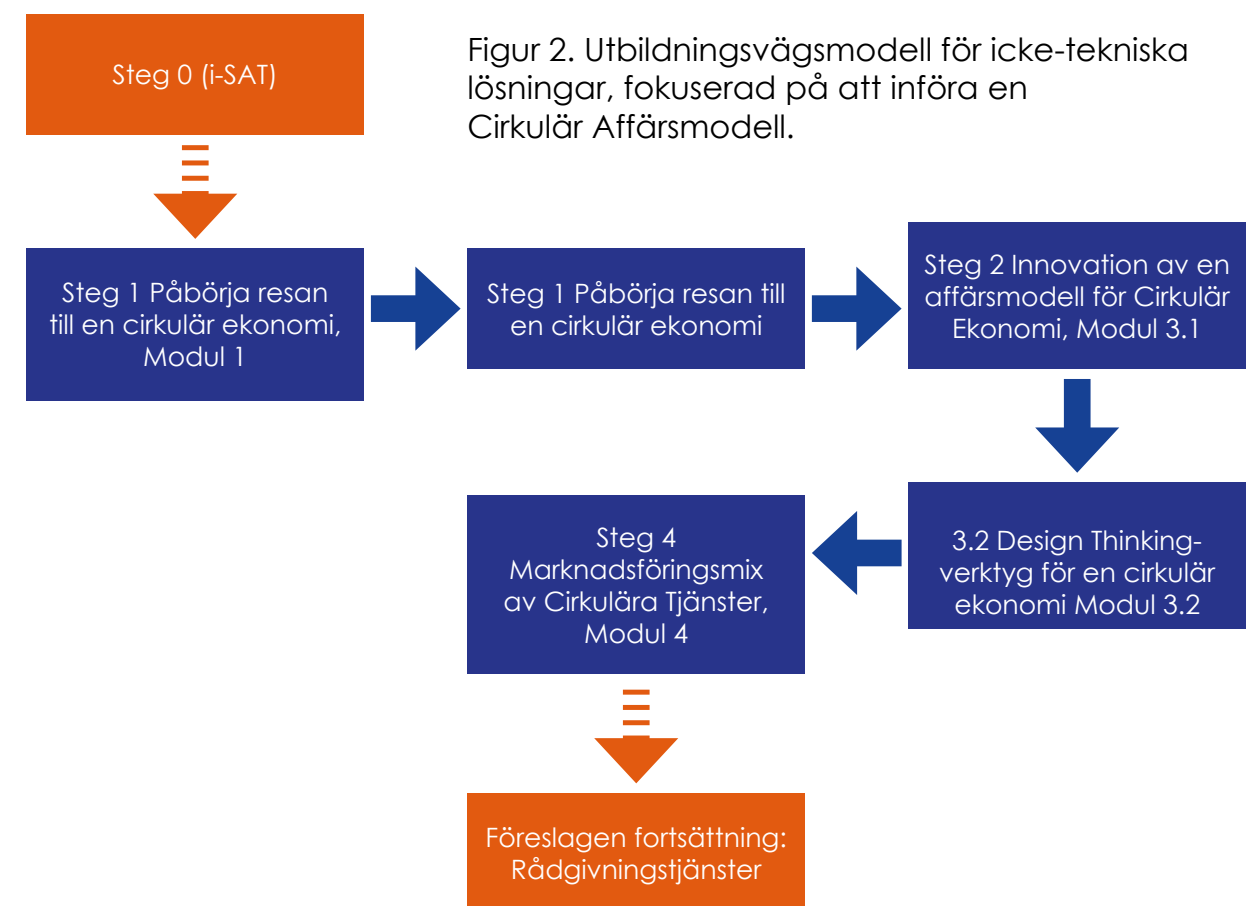 Steg 0 (i-SAT)
Figur 2. Utbildningsvägsmodell för icke-tekniska
lösningar, fokuserad på att införa en
Cirkulär Affärsmodell.
Steg 1 Påbörja resan
till en cirkulär ekonomi,
Modul 1
Steg 1 Påbörja resan till
en cirkulär ekonomi
Steg 2 Innovation av en
affärsmodell för Cirkulär
Ekonomi, Modul 3.1
3.2 Design Thinking-
verktyg för en cirkulär
ekonomi Modul 3.2
Steg 4
Marknadsföringsmix
av Cirkulära Tjänster,
Modul 4
Föreslagen fortsättning:
Rådgivningstjänster